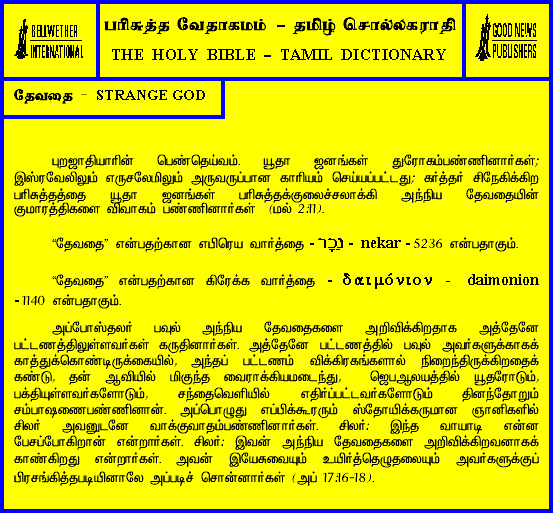 BELLWETHER
INTERNATIONAL
பரிசுத்த வேதாகமம் – தமிழ் சொல்லகராதி
THE HOLY BIBLE – TAMIL DICTIONARY
GOOD NEWS
PUBLISHERS
தேவதை – STRANGE GOD
புறஜாதியாரின் பெண்தெய்வம். யூதா ஜனங்கள் துரோகம்பண்ணினார்கள்;
இஸ்ரவேலிலும் எருசலேமிலும் அருவருப்பான காரியம் செய்யப்பட்டது; கர்த்தர் சிநேகிக்கிற
பரிசுத்தத்தை யூதா ஜனங்கள் பரிசுத்தக்குலைச்சலாக்கி அந்நிய தேவதையின்
குமாரத்திகளை விவாகம் பண்ணினார்கள் (மல் 2:11).
“தேவதை” என்பதற்கான எபிரெய வார்த்தை - נֵכָר - nekar - 5236 என்பதாகும்.
“தேவதை” என்பதற்கான கிரேக்க வார்த்தை - δαιμόνιον - daimonion
- 1140 என்பதாகும்.
அப்போஸ்தலர் பவுல் அந்நிய தேவதைகளை அறிவிக்கிறதாக அத்தேனே
பட்டணத்திலுள்ளவர்கள் கருதினார்கள். அத்தேனே பட்டணத்தில் பவுல் அவர்களுக்காகக்
காத்துக்கொண்டிருக்கையில், அந்தப் பட்டணம் விக்கிரகங்களால் நிறைந்திருக்கிறதைக்
கண்டு, தன் ஆவியில் மிகுந்த வைராக்கியமடைந்து, ஜெபஆலயத்தில் யூதரோடும்,
பக்தியுள்ளவர்களோடும், சந்தைவெளியில் எதிர்ப்பட்டவர்களோடும் தினந்தோறும்
சம்பாஷணைபண்ணினான். அப்பொழுது எப்பிக்கூரரும் ஸ்தோயிக்கருமான ஞானிகளில்
சிலர் அவனுடனே வாக்குவாதம்பண்ணினார்கள். சிலர்: இந்த வாயாடி என்ன
பேசப்போகிறான் என்றார்கள். சிலர்: இவன் அந்நிய தேவதைகளை அறிவிக்கிறவனாகக்
காண்கிறது என்றார்கள். அவன் இயேசுவையும் உயிர்த்தெழுதலையும் அவர்களுக்குப்
பிரசங்கித்தபடியினாலே அப்படிச் சொன்னார்கள் (அப் 17:16-18).